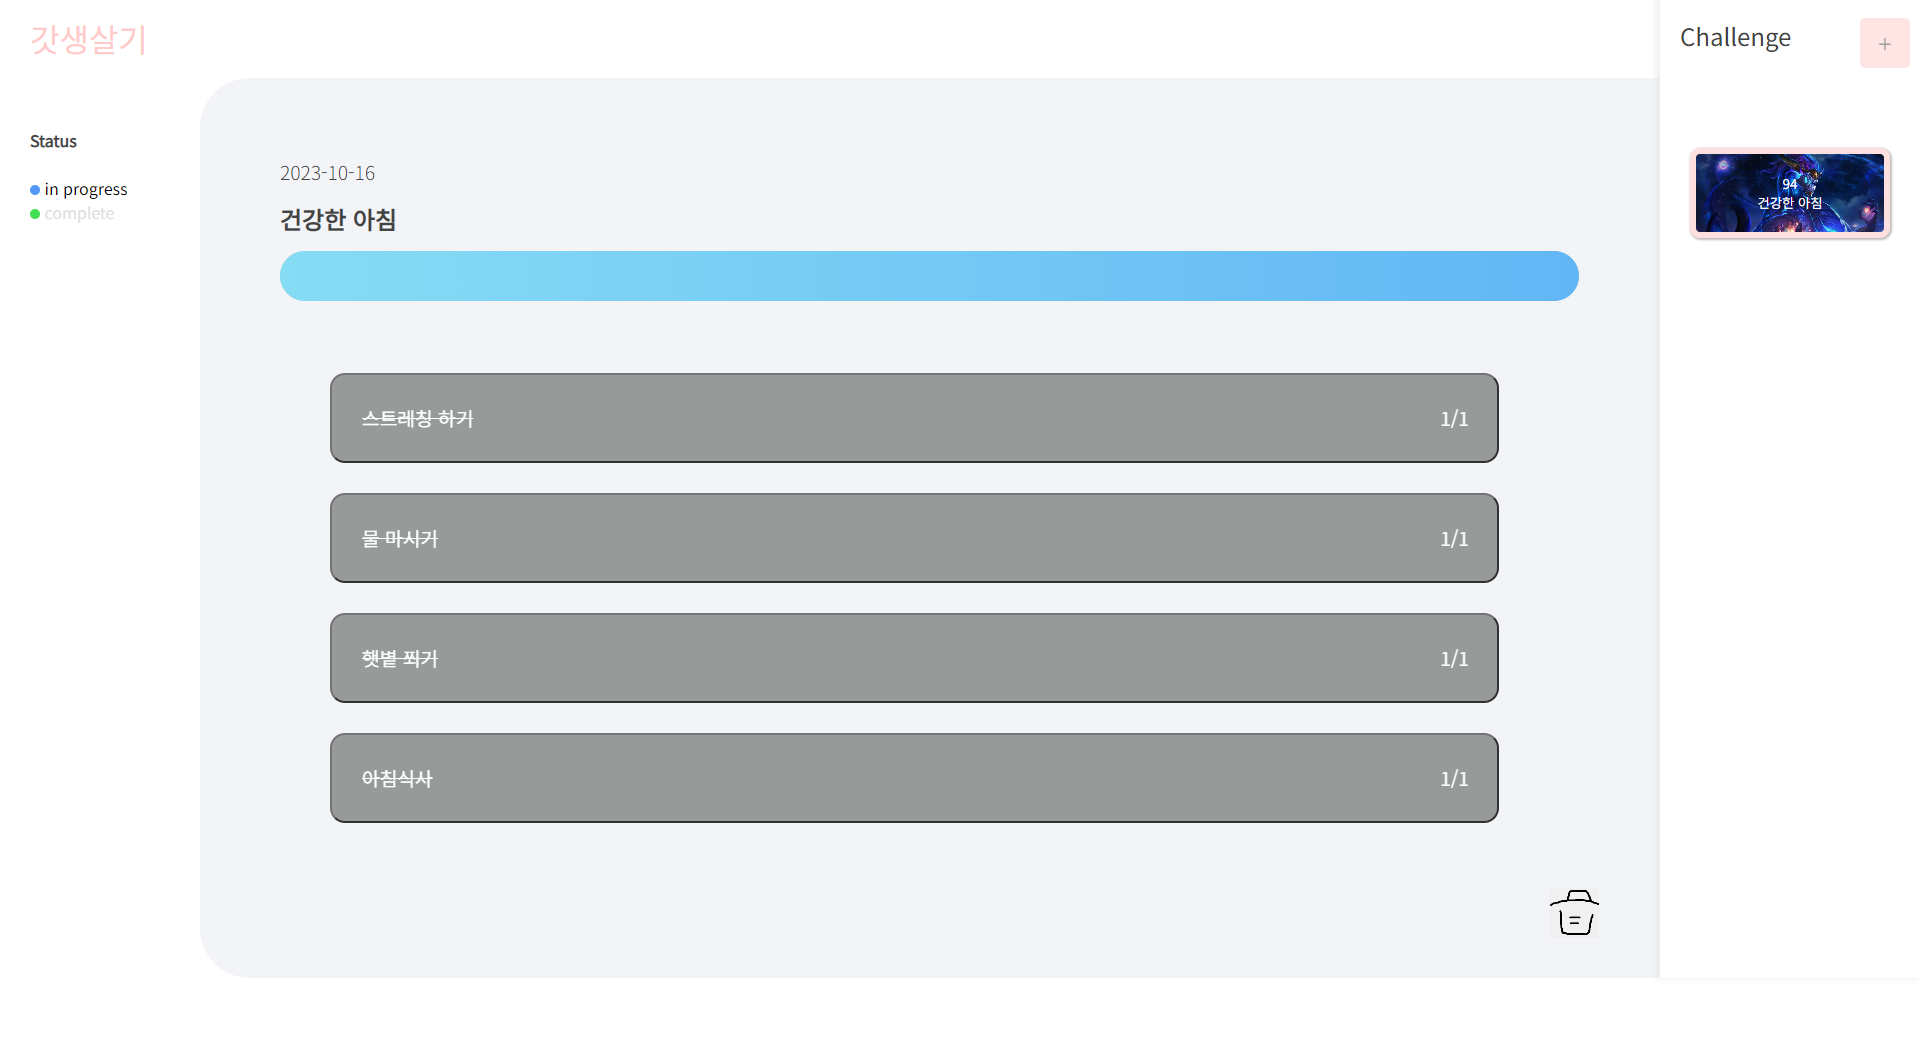 갓생살기
Status
in progress
complete
2023-10-16
건강한 아침
스트레칭 하기
1/1
물 마시기
1/1
햇볕 쬐기
1/1
아침식사
1/1
Challenge
+
94
건강한 아침